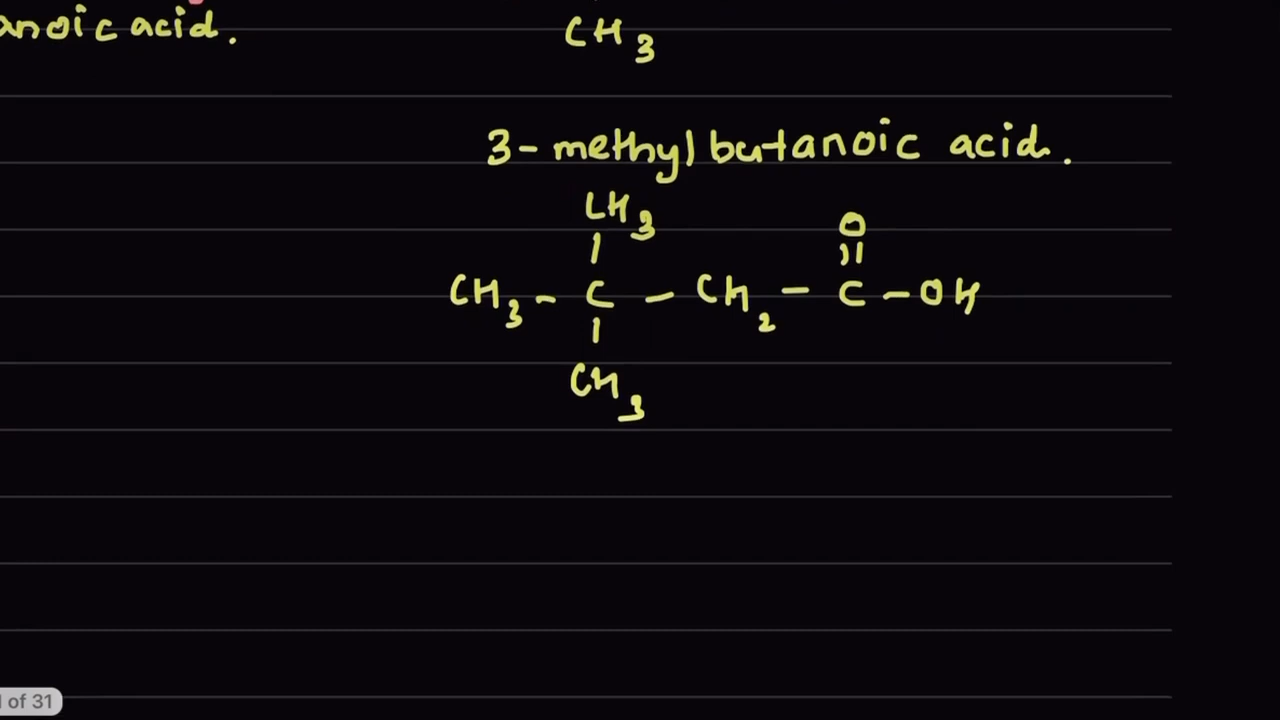 anoic acid.
CH3
3-methyl butanoic acid.
CH3
O
CH3 - C - CH2 - C - OH
CH3
of 31